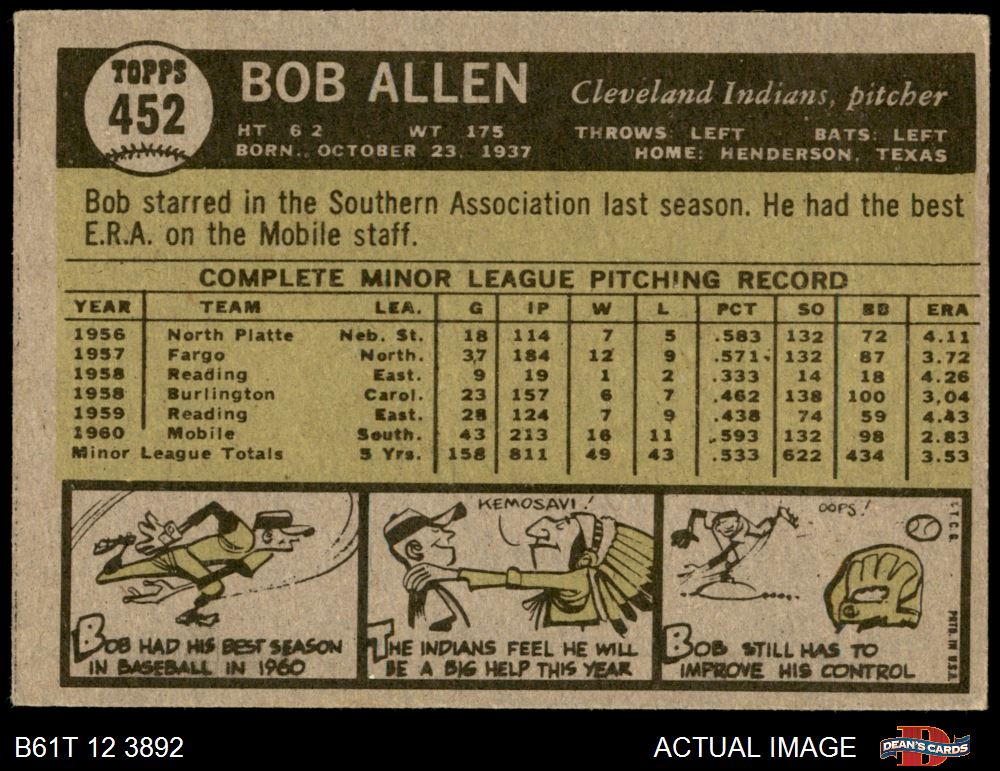 TOPPS
452
BOB ALLEN
Cleveland Indians, pitcher
HT 6 2 WT 175 THROWS: LEFT BATS: LEFT
BORN.. OCTOBER 23, 1937 HOME: HENDERSON, TEXAS
Bob starred in the Southern Association last season. He had the best
E.R.A. on the Mobile staff.
COMPLETE MINOR LEAGUE PITCHING RECORD
YEAR TEAM LEA. G IP W L PCT SO BB ERA
1956 North Platte Neb. St. 18 114 7 5 .583 132 72 4.11
1957 Fargo North. 37 184 12 9 .571 132 87 3.72
1958 Reading East. 9 19 1 2 .333 14 18 4.26
1958 Burlington Carol. 23 157 6 7 .462 138 100 3.04
1959 Reading East. 28 124 7 9 .438 74 59 4.43
1960 Mobile South. 43 213 16 11 .593 132 98 2.83
Minor League Totals 5 Yrs. 158 811 49 43 .533 622 434 3.53
KEMOSAVI!
OOPS!
BOB HAD HIS BEST SEASON
IN BASEBALL IN 1960
THE INDIANS FEEL HE WILL
BE A BIG HELP THIS YEAR
BOB STILL HAS TO
IMPROVE HIS CONTROL
T.C.G.
PRTD. IN U.S.A.
B61T 12 3892
ACTUAL IMAGE
DEAN'S CARDS